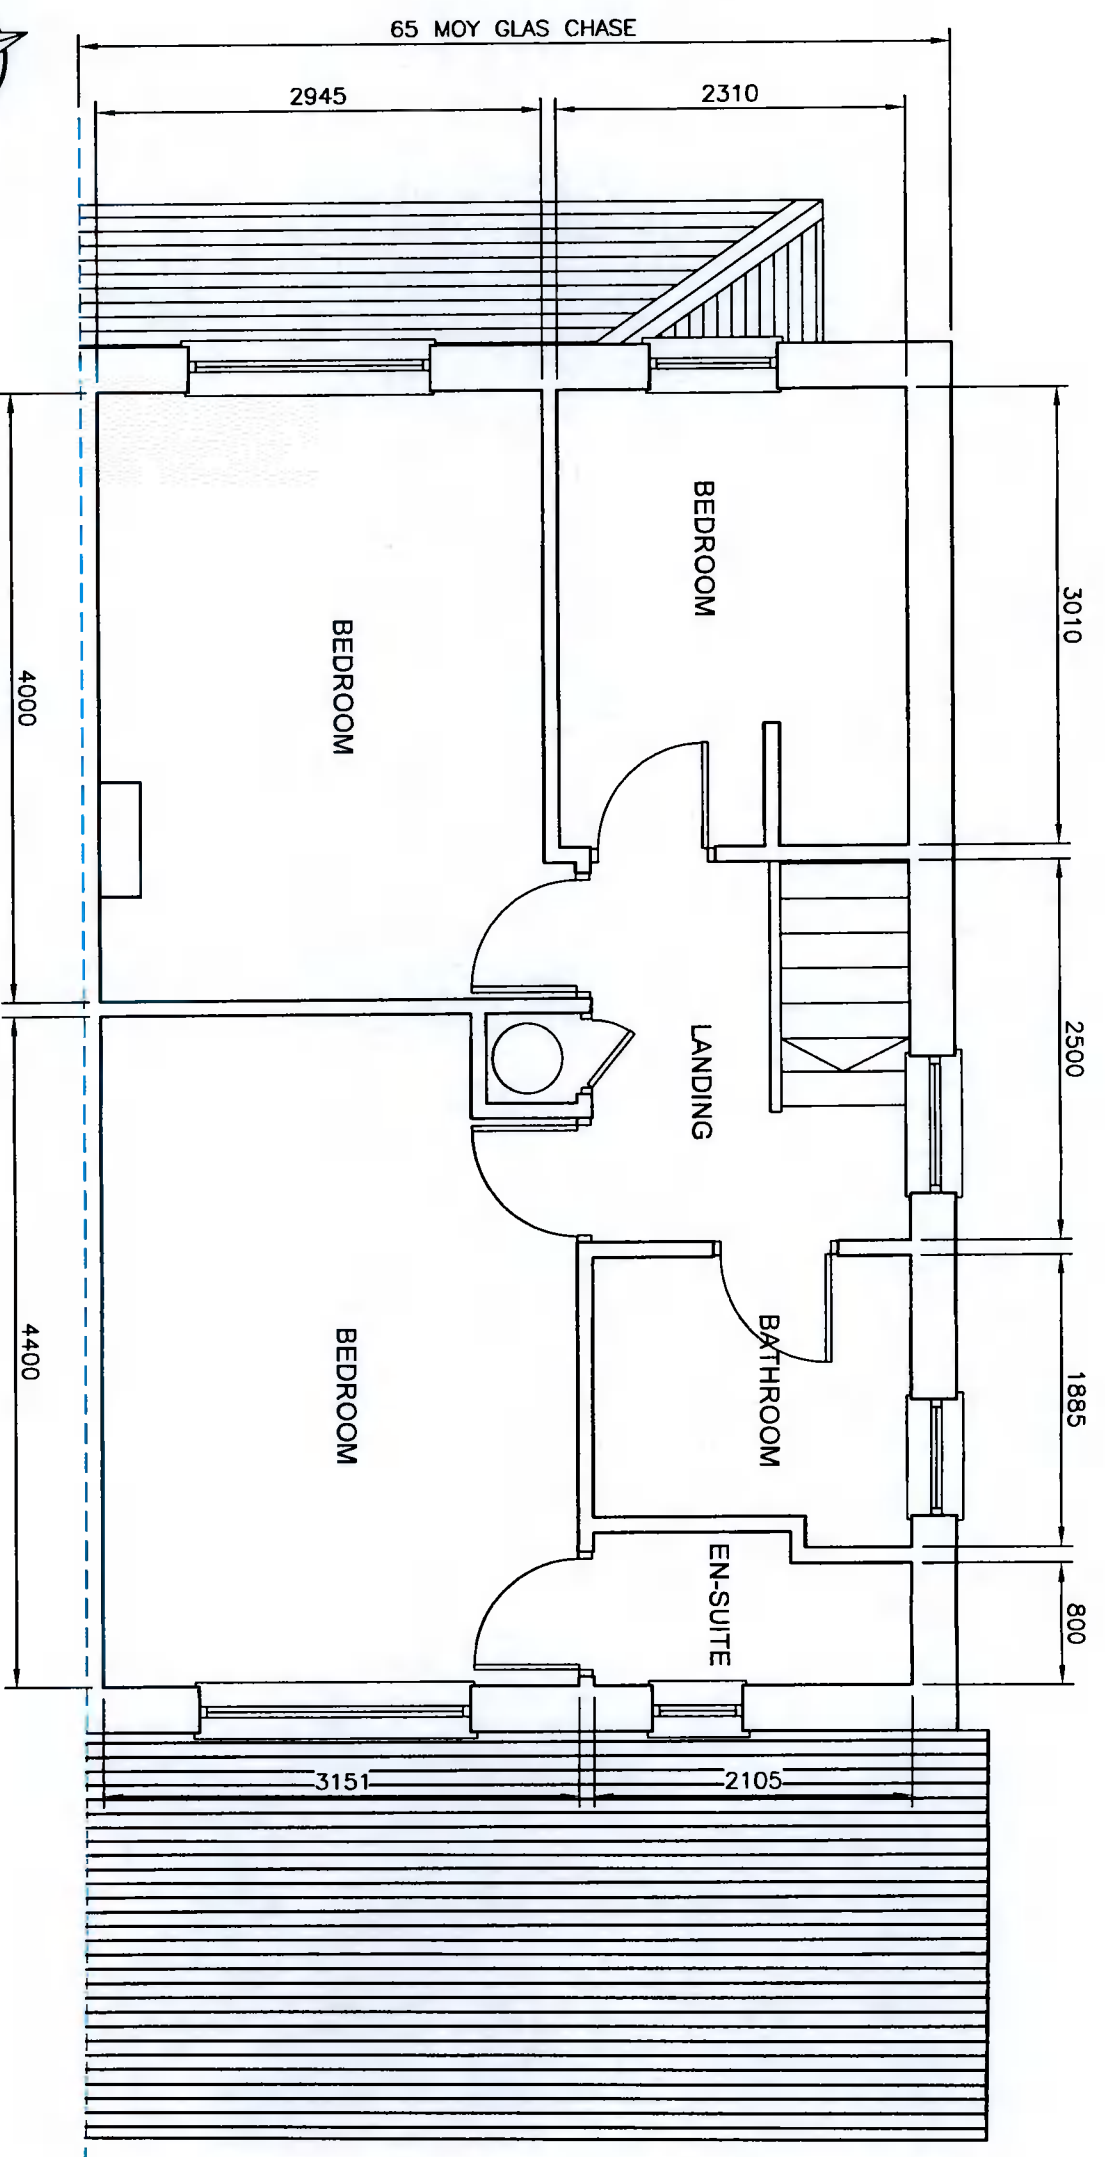 65 MOY GLAS CHASE
2945
2310
BEDROOM
3010
BEDROOM
4000
LANDING
2500
BEDROOM
4400
BATHROOM
1885
EN-SUITE
800
3151
2105